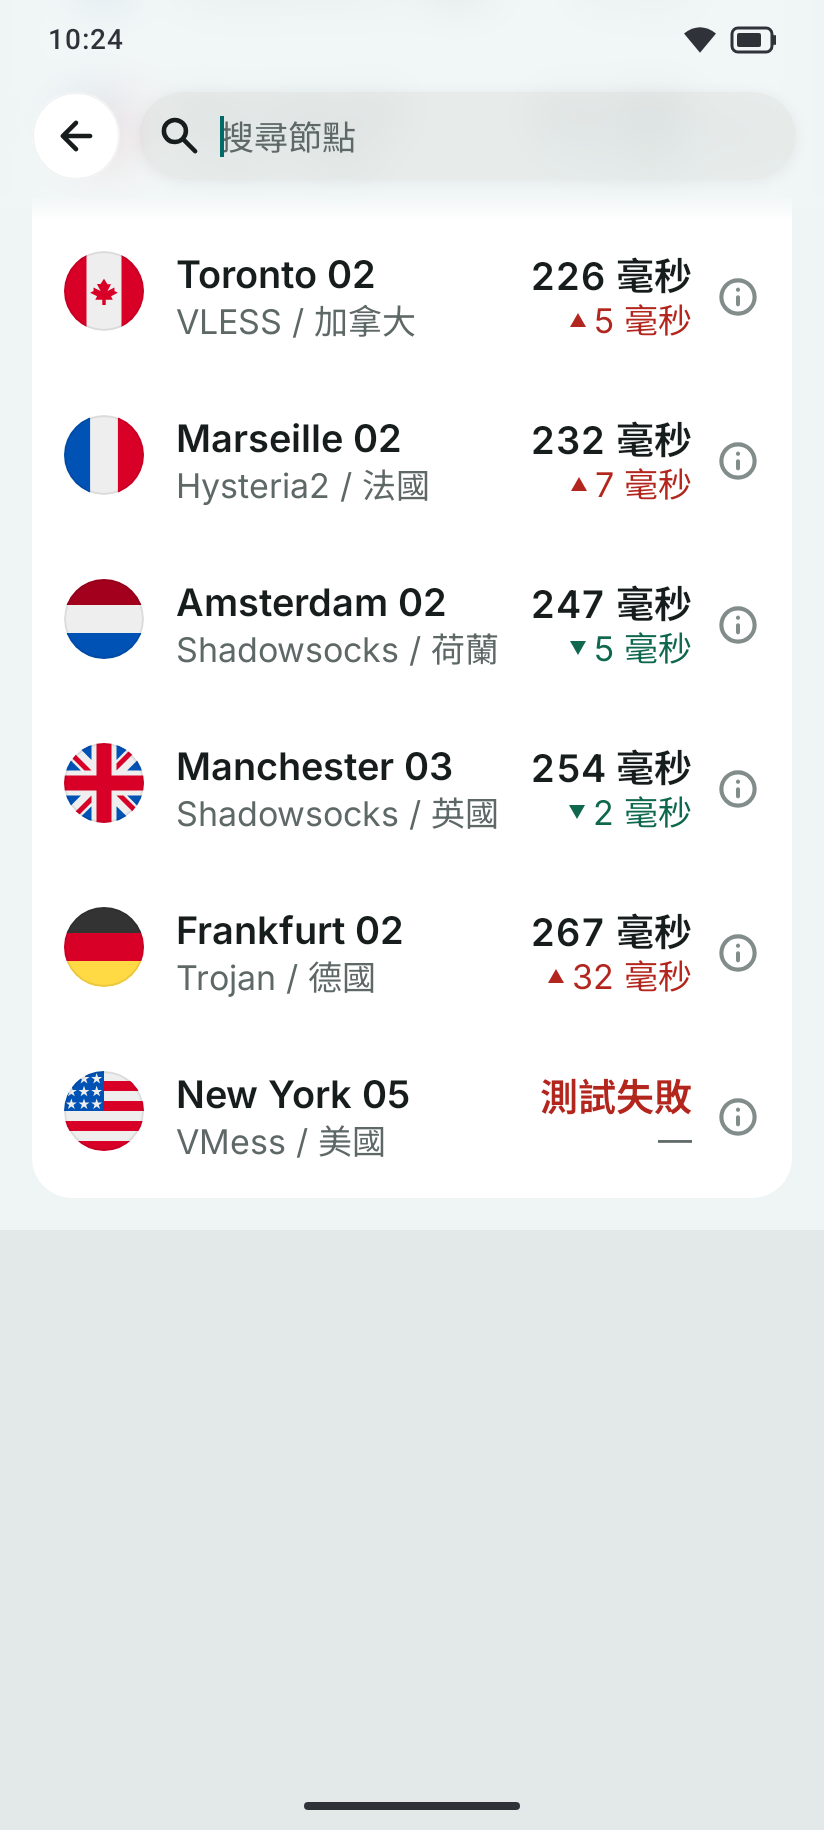 10:24
搜尋節點
Toronto 02
226 毫秒
VLESS / 加拿大
▲5 毫秒
Marseille 02
232 毫秒
Hysteria2 / 法國
▲7 毫秒
Amsterdam 02
247 毫秒
Shadowsocks / 荷蘭
▼5 毫秒
Manchester 03
254 毫秒
Shadowsocks / 英國
▼2 毫秒
Frankfurt 02
267 毫秒
Trojan / 德國
▲32 毫秒
New York 05
測試失敗
VMess / 美國
—